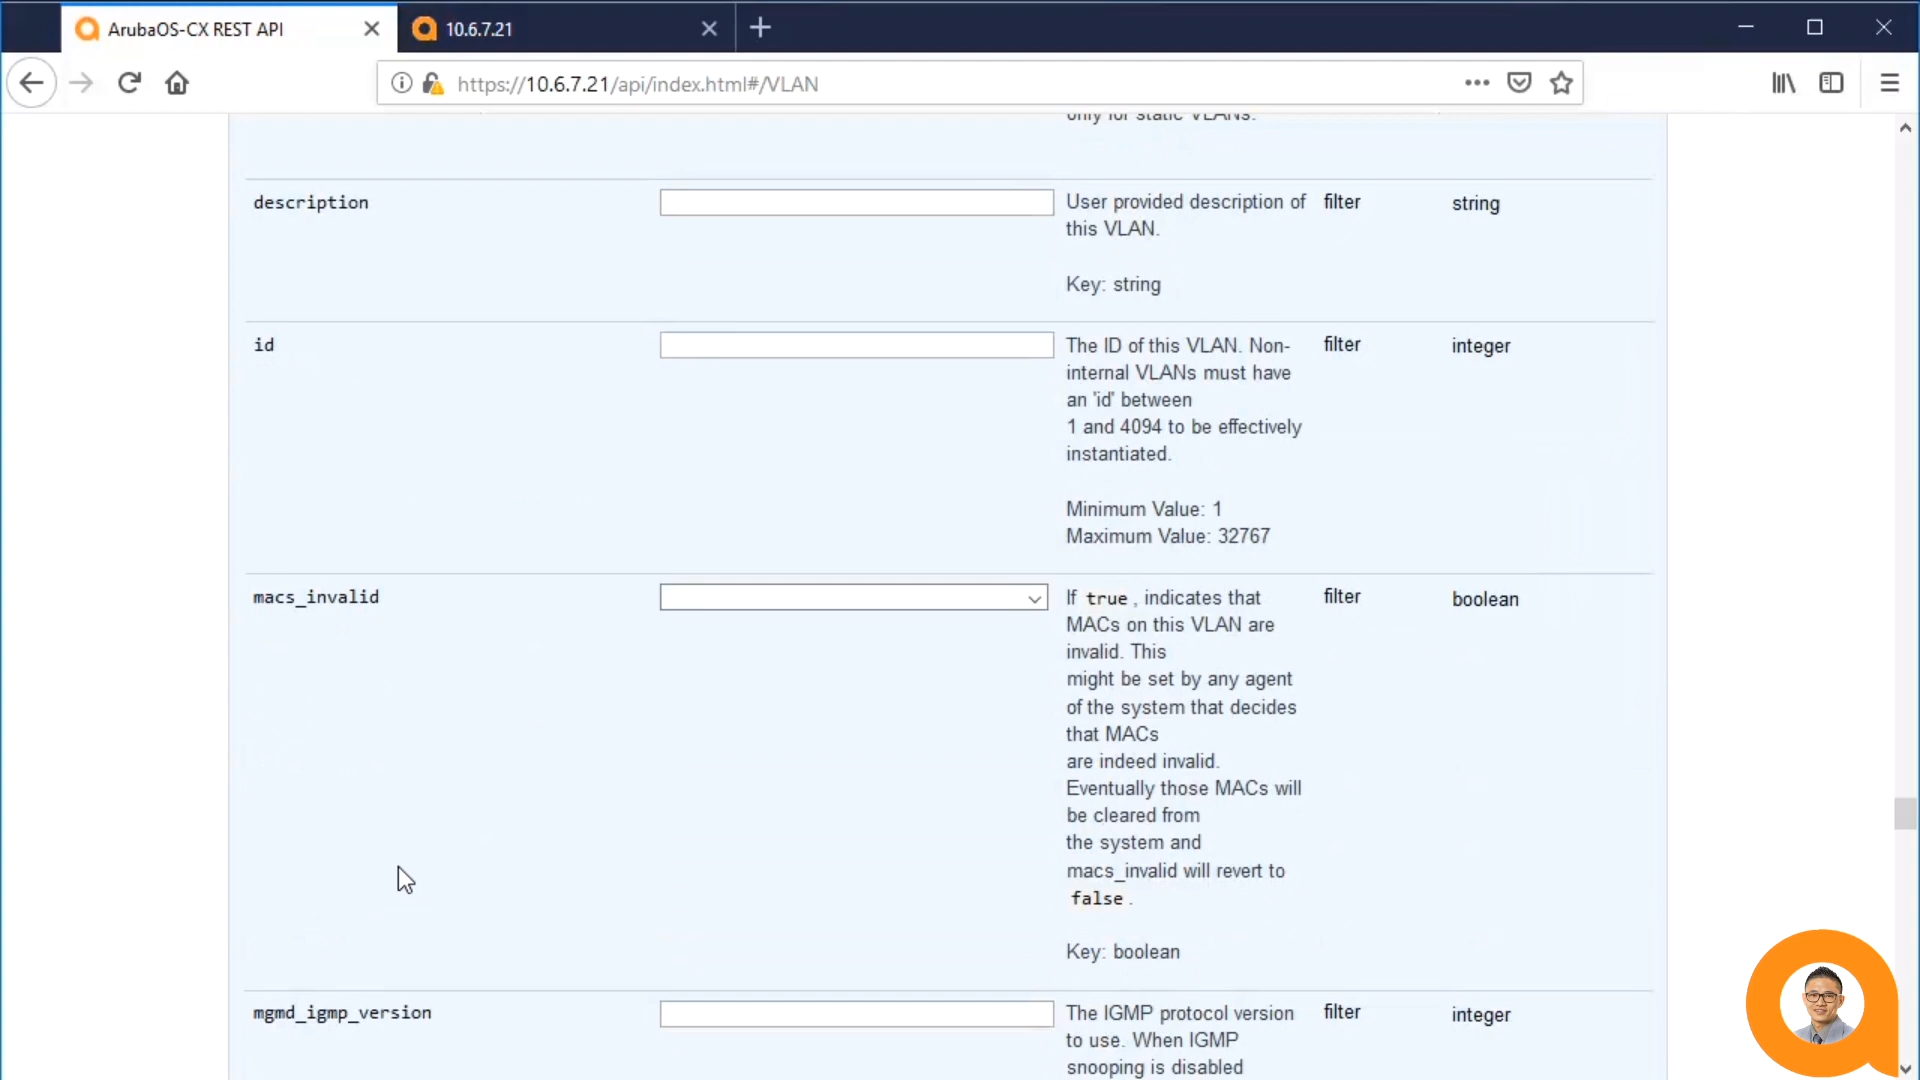 ArubaOS-CX REST API
10.6.7.21
https://10.6.7.21/api/index.html#/VLAN
only for static VLANs.
description
User provided description of
this VLAN.
Key: string
filter
string
id
The ID of this VLAN. Non-
internal VLANs must have
an 'id' between
1 and 4094 to be effectively
instantiated.
Minimum Value: 1
Maximum Value: 32767
filter
integer
macs_invalid
If true , indicates that
MACs on this VLAN are
invalid. This
might be set by any agent
of the system that decides
that MACs
are indeed invalid.
Eventually those MACs will
be cleared from
the system and
macs_invalid will revert to
false .
Key: boolean
filter
boolean
mgmd_igmp_version
The IGMP protocol version
to use. When IGMP
snooping is disabled
filter
integer